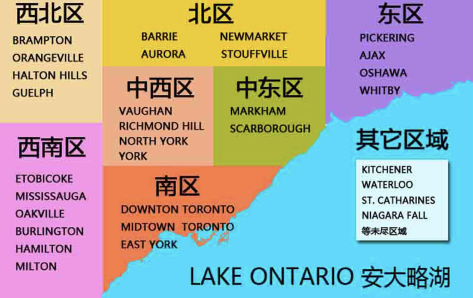 西北区
BRAMPTON
ORANGEVILLE
HALTON HILLS
GUELPH
北区
BARRIE NEWMARKET
AURORA STOUFFVILLE
东区
PICKERING
AJAX
OSHAWA
WHITBY
中西区
VAUGHAN
RICHMOND HILL
NORTH YORK
YORK
中东区
MARKHAM
SCARBOROUGH
西南区
ETOBICOKE
MISSISSAUGA
OAKVILLE
BURLINGTON
HAMILTON
MILTON
南区
DOWNTON TORONTO
MIDTOWN TORONTO
EAST YORK
其它区域
KITCHENER
WATERLOO
ST. CATHARINES
NIAGARA FALL
等未尽区域
LAKE ONTARIO 安大略湖